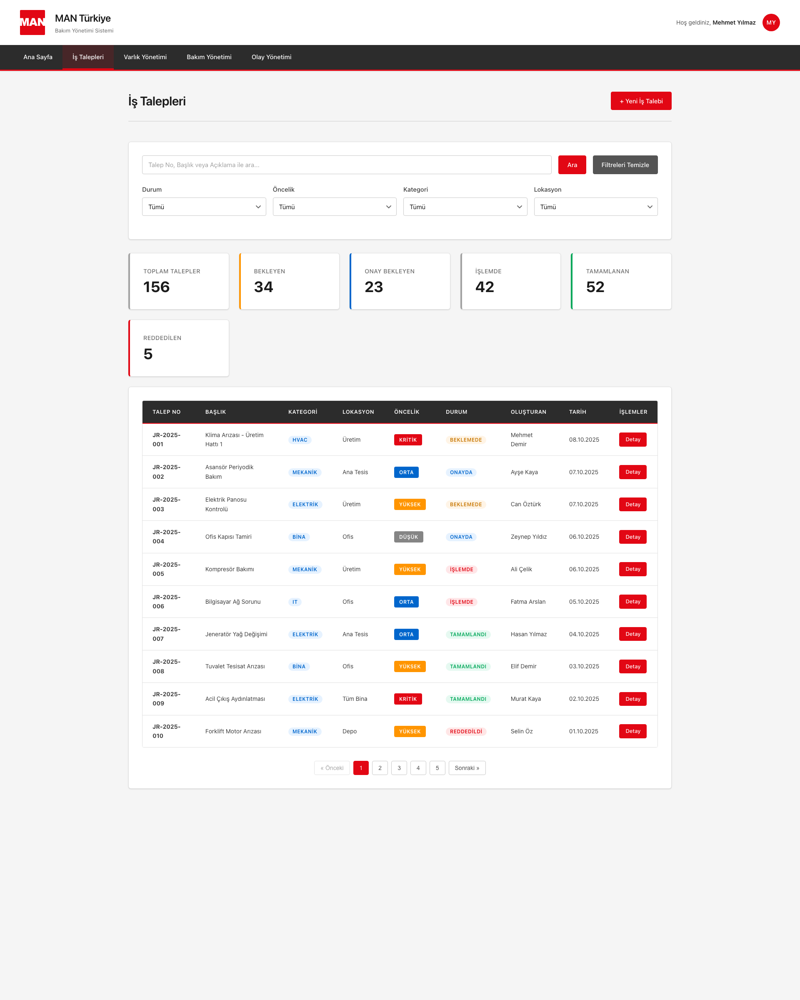 MAN
MAN Türkiye
Bakım Yönetimi Sistemi
Hoş geldiniz, Mehmet Yılmaz
MY
Ana Sayfa
İş Talepleri
Varlık Yönetimi
Bakım Yönetimi
Olay Yönetimi
İş Talepleri
+ Yeni İş Talebi
Talep No, Başlık veya Açıklama ile ara...
Ara
Filtreleri Temizle
Durum
Öncelik
Kategori
Lokasyon
Tümü
Tümü
Tümü
Tümü
TOPLAM TALEPLER
156
BEKLEYEN
34
ONAY BEKLEYEN
23
İŞLEMDE
42
TAMAMLANAN
52
REDDEDİLEN
5
TALEP NO BAŞLIK KATEGORİ LOKASYON ÖNCELİK DURUM OLUŞTURAN TARİH İŞLEMLER
JR-2025-001 Klima Arızası - Üretim Hattı 1 HVAC Üretim KRİTİK BEKLEMEDE Mehmet Demir 08.10.2025 Detay
JR-2025-002 Asansör Periyodik Bakım MEKANİK Ana Tesis ORTA ONAYDA Ayşe Kaya 07.10.2025 Detay
JR-2025-003 Elektrik Panosu Kontrolü ELEKTRİK Üretim YÜKSEK BEKLEMEDE Can Öztürk 07.10.2025 Detay
JR-2025-004 Ofis Kapısı Tamiri BİNA Ofis DÜŞÜK ONAYDA Zeynep Yıldız 06.10.2025 Detay
JR-2025-005 Kompresör Bakımı MEKANİK Üretim YÜKSEK İŞLEMDE Ali Çelik 06.10.2025 Detay
JR-2025-006 Bilgisayar Ağ Sorunu IT Ofis ORTA İŞLEMDE Fatma Arslan 05.10.2025 Detay
JR-2025-007 Jeneratör Yağ Değişimi ELEKTRİK Ana Tesis ORTA TAMAMLANDI Hasan Yılmaz 04.10.2025 Detay
JR-2025-008 Tuvalet Tesisat Arızası BİNA Ofis YÜKSEK TAMAMLANDI Elif Demir 03.10.2025 Detay
JR-2025-009 Acil Çıkış Aydınlatması ELEKTRİK Tüm Bina KRİTİK TAMAMLANDI Murat Kaya 02.10.2025 Detay
JR-2025-010 Forklift Motor Arızası MEKANİK Depo YÜKSEK REDDEDİLDİ Selin Öz 01.10.2025 Detay
« Önceki 1 2 3 4 5 Sonraki »